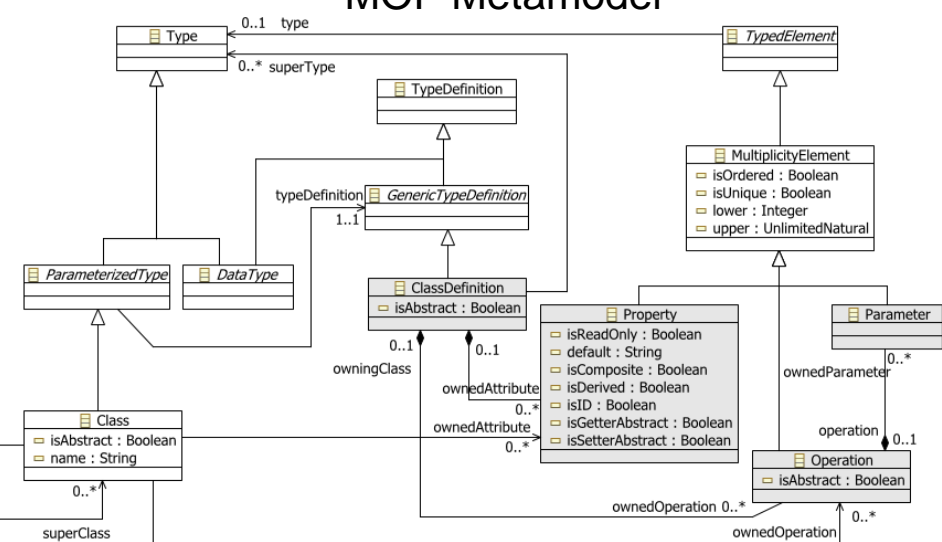 MOF Metamodel
0..1 type
Type
TypedElement
0..* superType
TypeDefinition
MultiplicityElement
isOrdered : Boolean
isUnique : Boolean
lower : Integer
upper : UnlimitedNatural
typeDefinition
GenericTypeDefinition
1..1
ParameterizedType
DataType
ClassDefinition
isAbstract : Boolean
Property
isReadOnly : Boolean
default : String
isComposite : Boolean
isDerived : Boolean
isID : Boolean
isGetterAbstract : Boolean
isSetterAbstract : Boolean
Parameter
0..1
0..1
owningClass
0..*
ownedParameter
ownedAttribute
0..*
Class
isAbstract : Boolean
name : String
ownedAttribute
0..*
operation
0..1
Operation
isAbstract : Boolean
0..*
superClass
ownedOperation 0..*
0..*
ownedOperation